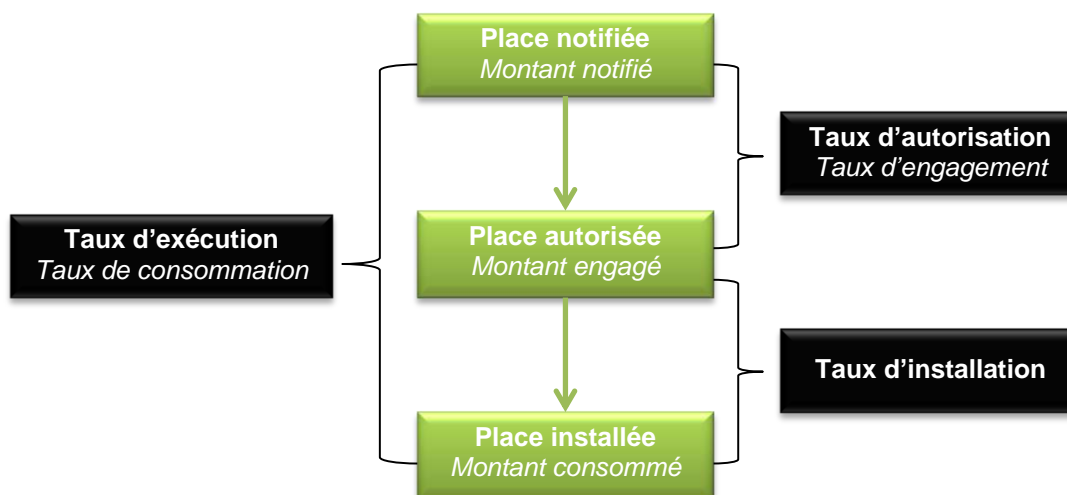 Place notifiée
Montant notifié
Taux d'autorisation
Taux d'engagement
Taux d'exécution
Taux de consommation
Place autorisée
Montant engagé
Taux d'installation
Place installée
Montant consommé